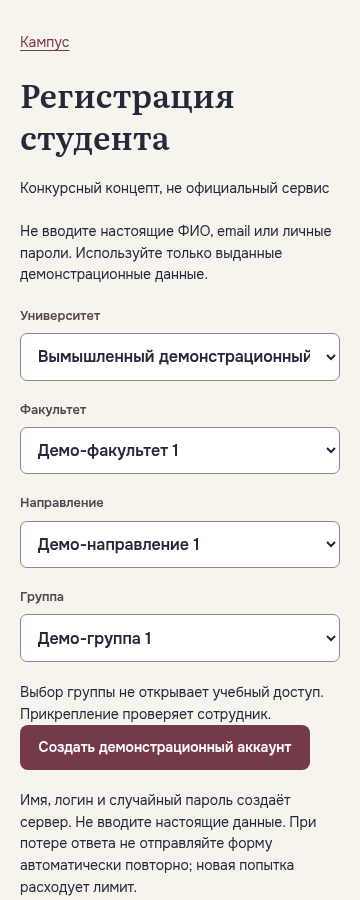 Кампус
Регистрация
студента
Конкурсный концепт, не официальный сервис
Не вводите настоящие ФИО, email или личные
пароли. Используйте только выданные
демонстрационные данные.
Университет
Вымышленный демонстрационный
Факультет
Демо-факультет 1
Направление
Демо-направление 1
Группа
Демо-группа 1
Выбор группы не открывает учебный доступ.
Прикрепление проверяет сотрудник.
Создать демонстрационный аккаунт
Имя, логин и случайный пароль создаёт
сервер. Не вводите настоящие данные. При
потере ответа не отправляйте форму
автоматически повторно; новая попытка
расходует лимит.